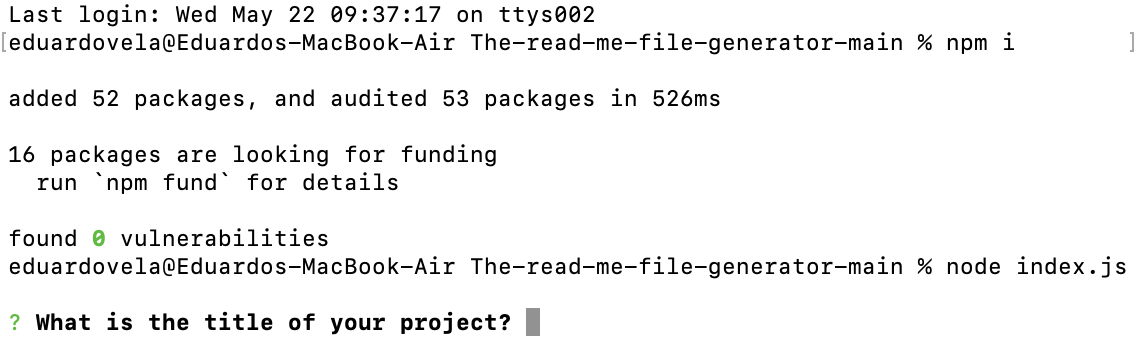 Last login: Wed May 22 09:37:17 on ttys002
[eduardovela@Eduardos-MacBook-Air The-read-me-file-generator-main % npm i ]
added 52 packages, and audited 53 packages in 526ms
16 packages are looking for funding
  run `npm fund` for details
found 0 vulnerabilities
eduardovela@Eduardos-MacBook-Air The-read-me-file-generator-main % node index.js
? What is the title of your project?